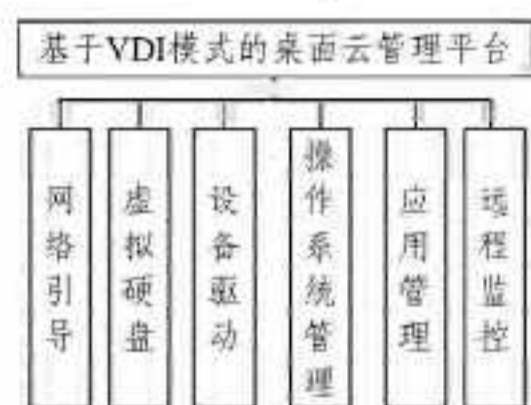 基于VDI模式的桌面云管理平台
网络引导
虚拟硬盘
设备驱动
操作系统管理
应用管理
远程监控